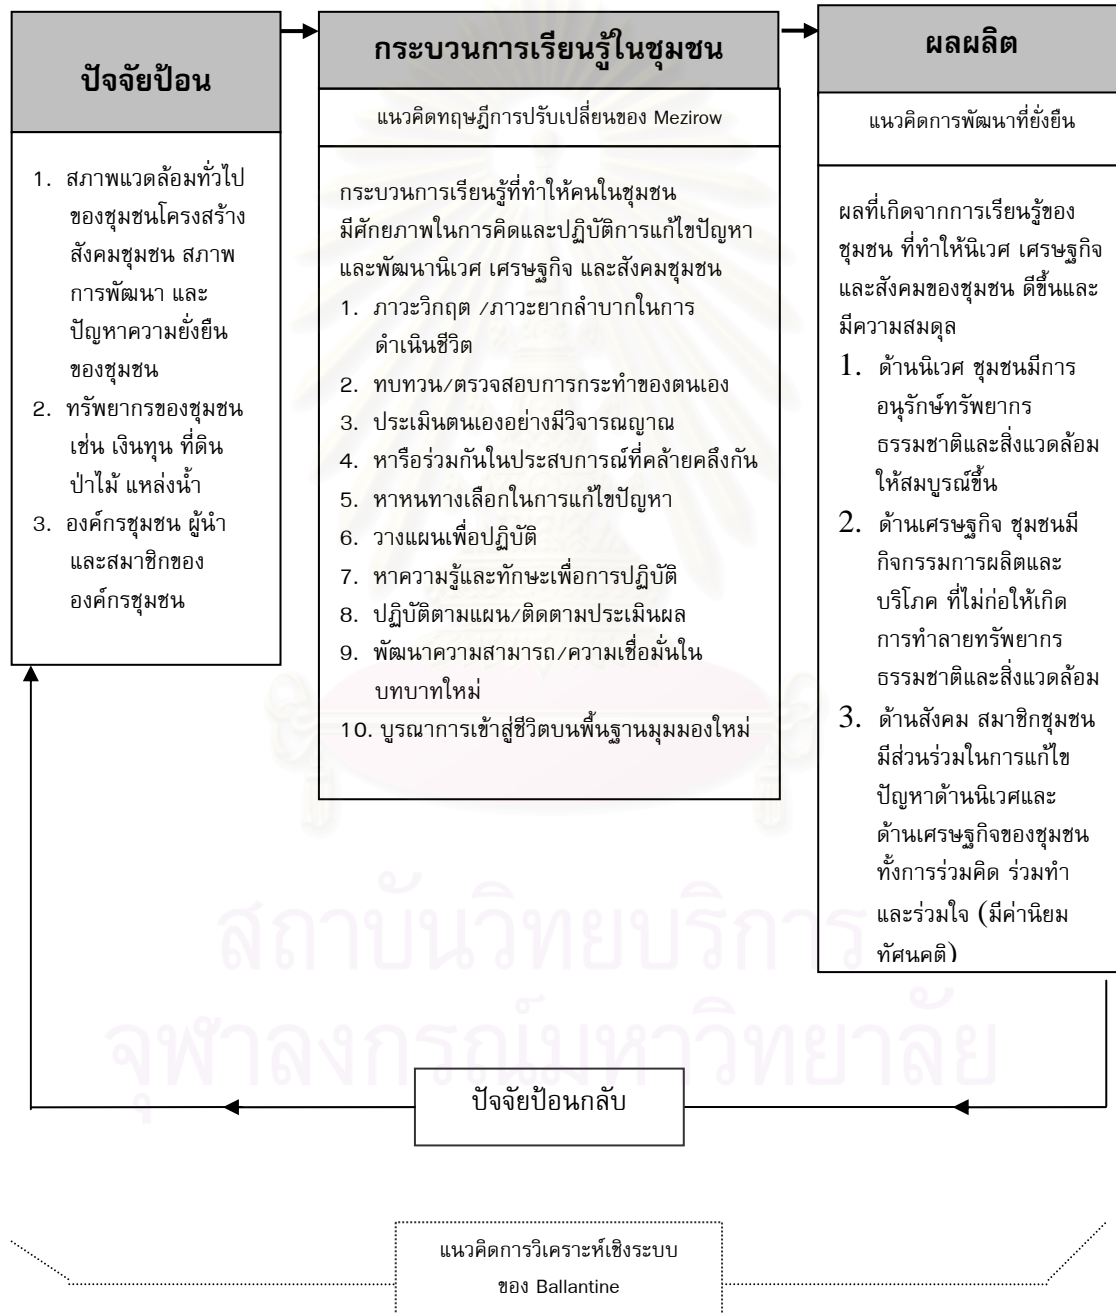 ปัจจัยป้อน
1. สภาพแวดล้อมทั่วไป
ของชุมชนโครงสร้าง
สังคมชุมชน สภาพ
การพัฒนา และ
ปัญหาความยั่งยืน
ของชุมชน
2. ทรัพยากรของชุมชน
เช่น เงินทุน ที่ดิน
ป่าไม้ แหล่งน้ำ
3. องค์กรชุมชน ผู้นำ
และสมาชิกของ
องค์กรชุมชน
กระบวนการเรียนรู้ในชุมชน
แนวคิดทฤษฎีการปรับเปลี่ยนของ Mezirow
กระบวนการเรียนรู้ที่ทำให้คนในชุมชน
มีศักยภาพในการคิดและปฏิบัติการแก้ไขปัญหา
และพัฒนานิเวศ เศรษฐกิจ และสังคมชุมชน
1. ภาวะวิกฤต /ภาวะยากลำบากในการ
ดำเนินชีวิต
2. ทบทวน/ตรวจสอบการกระทำของตนเอง
3. ประเมินตนเองอย่างมีวิจารณญาณ
4. หารือร่วมกันในประสบการณ์ที่คล้ายคลึงกัน
5. หาหนทางเลือกในการแก้ไขปัญหา
6. วางแผนเพื่อปฏิบัติ
7. หาความรู้และทักษะเพื่อการปฏิบัติ
8. ปฏิบัติตามแผน/ติดตามประเมินผล
9. พัฒนาความสามารถ/ความเชื่อมั่นใน
บทบาทใหม่
10. บูรณาการเข้าสู่ชีวิตบนพื้นฐานมุมมองใหม่
ผลผลิต
แนวคิดการพัฒนาที่ยั่งยืน
ผลที่เกิดจากการเรียนรู้ของ
ชุมชน ที่ทำให้นิเวศ เศรษฐกิจ
และสังคมของชุมชน ดีขึ้นและ
มีความสมดุล
1. ด้านนิเวศ ชุมชนมีการ
อนุรักษ์ทรัพยากร
ธรรมชาติและสิ่งแวดล้อม
ให้สมบูรณ์ขึ้น
2. ด้านเศรษฐกิจ ชุมชนมี
กิจกรรมการผลิตและ
บริโภค ที่ไม่ก่อให้เกิด
การทำลายทรัพยากร
ธรรมชาติและสิ่งแวดล้อม
3. ด้านสังคม สมาชิกชุมชน
มีส่วนร่วมในการแก้ไข
ปัญหาด้านนิเวศและ
ด้านเศรษฐกิจของชุมชน
ทั้งการร่วมคิด ร่วมทำ
และร่วมใจ (มีค่านิยม
ทัศนคติ)
สถาบันวิทยบริการ
จุฬาลงกรณ์มหาวิทยาลัย
ปัจจัยป้อนกลับ
แนวคิดการวิเคราะห์เชิงระบบ
ของ Ballantine